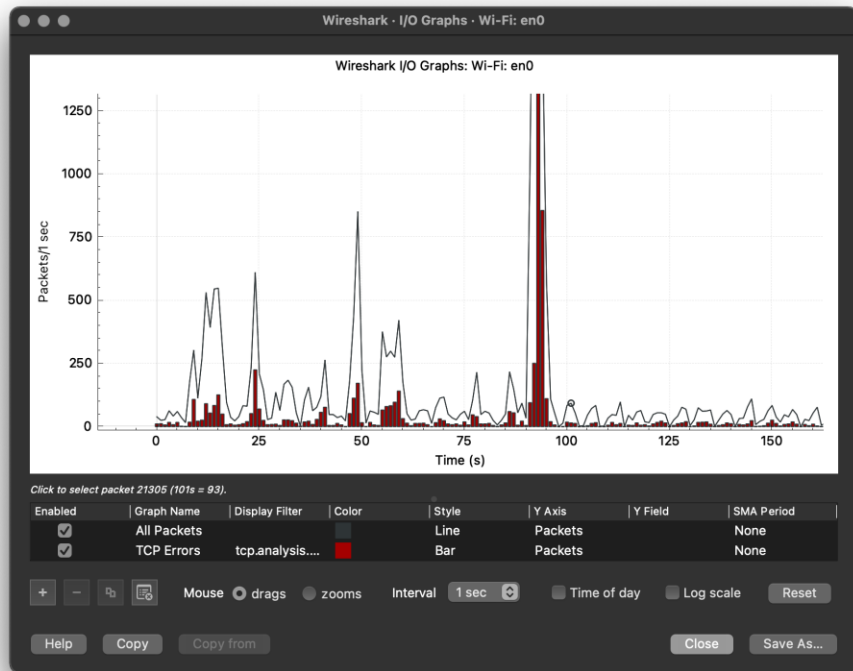 Wireshark · I/O Graphs · Wi-Fi: en0
Wireshark I/O Graphs: Wi-Fi: en0
1250
1000
750
500
250
0
Packets/1 sec
0 25 50 75 100 125 150
Time (s)
Click to select packet 21305 (101s = 93).
Enabled Graph Name Display Filter Color Style Y Axis Y Field SMA Period
All Packets Line Packets None
TCP Errors tcp.analysis.... Bar Packets None
+ − Mouse drags zooms Interval 1 sec Time of day Log scale Reset
Help Copy Copy from Close Save As...